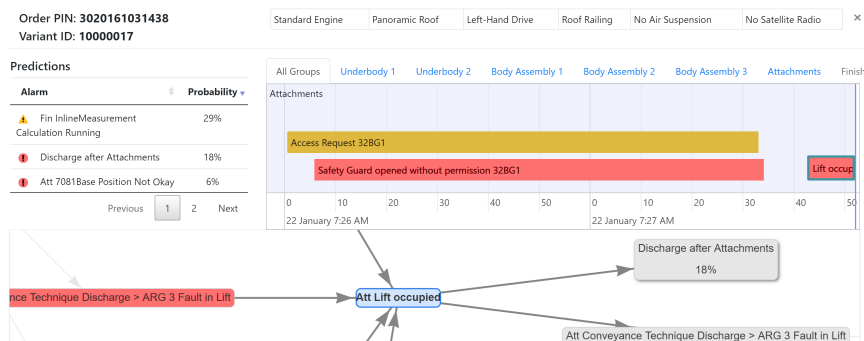 Order PIN: 3020161031438
Variant ID: 10000017
Standard Engine Panoramic Roof Left-Hand Drive Roof Railing No Air Suspension No Satellite Radio ×
Predictions
Alarm Probability
Fin InlineMeasurement Calculation Running 29%
Discharge after Attachments 18%
Att 7081Base Position Not Okay 6%
Previous 1 2 Next
All Groups Underbody 1 Underbody 2 Body Assembly 1 Body Assembly 2 Body Assembly 3 Attachments Finish
Attachments
Access Request 32BG1
Safety Guard opened without permission 32BG1
Lift occup
0 10 20 30 40 50 0 10 20 30 40 50
22 January 7:26 AM 22 January 7:27 AM
Discharge after Attachments
18%
nce Technique Discharge > ARG 3 Fault in Lift
Att Lift occupied
Att Conveyance Technique Discharge > ARG 3 Fault in Lift